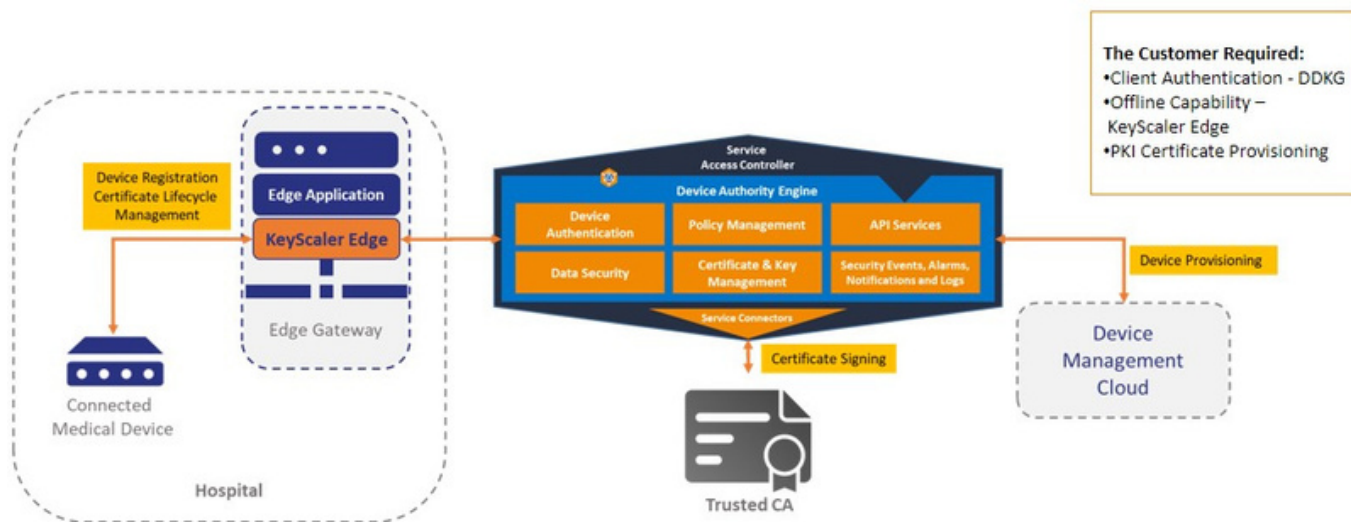 The Customer Required:
•Client Authentication - DDKG
•Offline Capability –
KeyScaler Edge
•PKI Certificate Provisioning
Device Registration
Certificate Lifecycle
Management
Edge Application
KeyScaler Edge
Edge Gateway
Connected
Medical Device
Hospital
Service
Access Controller
Device Authority Engine
Device
Authentication
Policy Management
API Services
Data Security
Certificate & Key
Management
Security Events, Alarms,
Notifications and Logs
Service Connectors
Certificate Signing
Trusted CA
Device Provisioning
Device
Management
Cloud